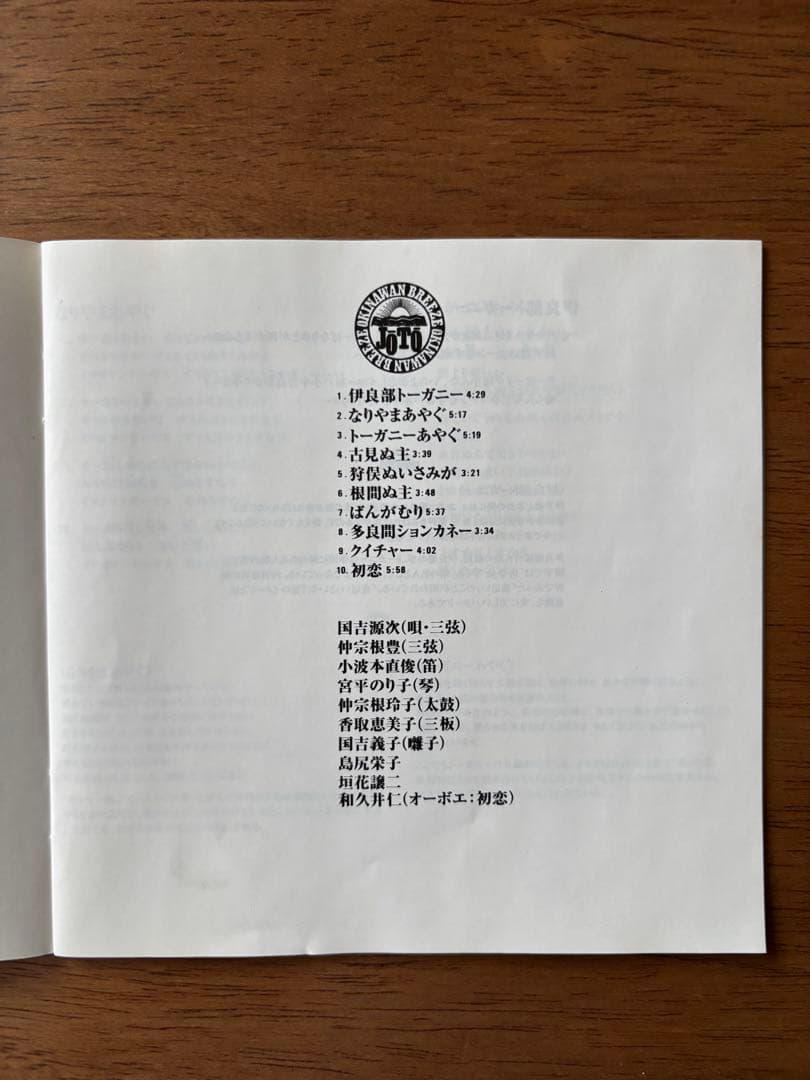 OKINAWAN BREEZE OKINAWAN BREEZE
JOTO
1. 伊良部トーガニー 4:29
2. なりやまあやぐ 5:17
3. トーガニーあやぐ 5:19
4. 古見ぬ主 3:39
5. 狩俣ぬいさみが 3:21
6. 根間ぬ主 3:48
7. ばんがむり 5:37
8. 多良間ションカネー 3:34
9. クイチャー 4:02
10. 初恋 5:58
国吉源次(唄・三弦)
仲宗根豊(三弦)
小波本直俊(笛)
宮平のり子(琴)
仲宗根玲子(太鼓)
香取恵美子(三板)
国吉義子(囃子)
島尻栄子
垣花譲二
和久井仁(オーボエ:初恋)